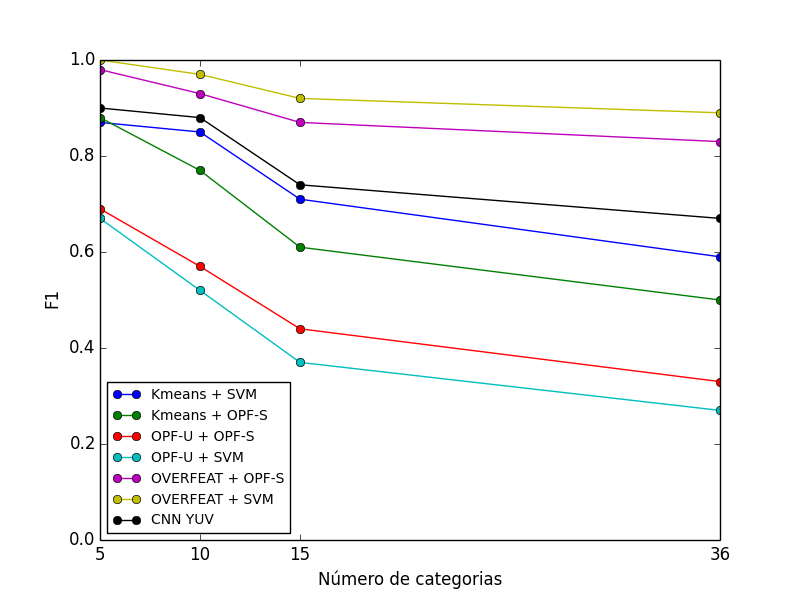 1.0
0.8
0.6
0.4
0.2
0.0
F1
Kmeans + SVM
Kmeans + OPF-S
OPF-U + OPF-S
OPF-U + SVM
OVERFEAT + OPF-S
OVERFEAT + SVM
CNN YUV
5 10 15 36
Número de categorias